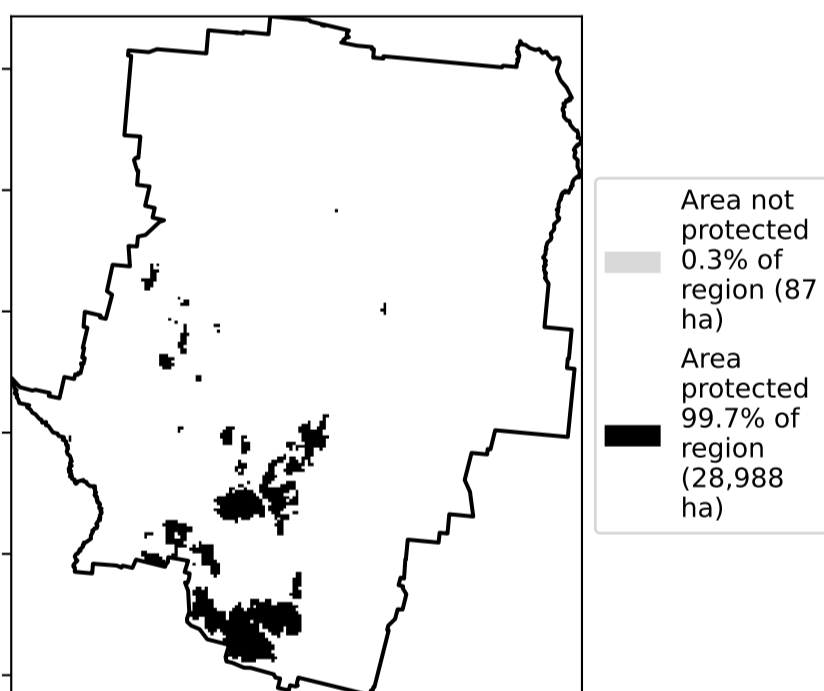 Area not
protected
0.3% of
region (87
ha)
Area
protected
99.7% of
region
(28,988
ha)